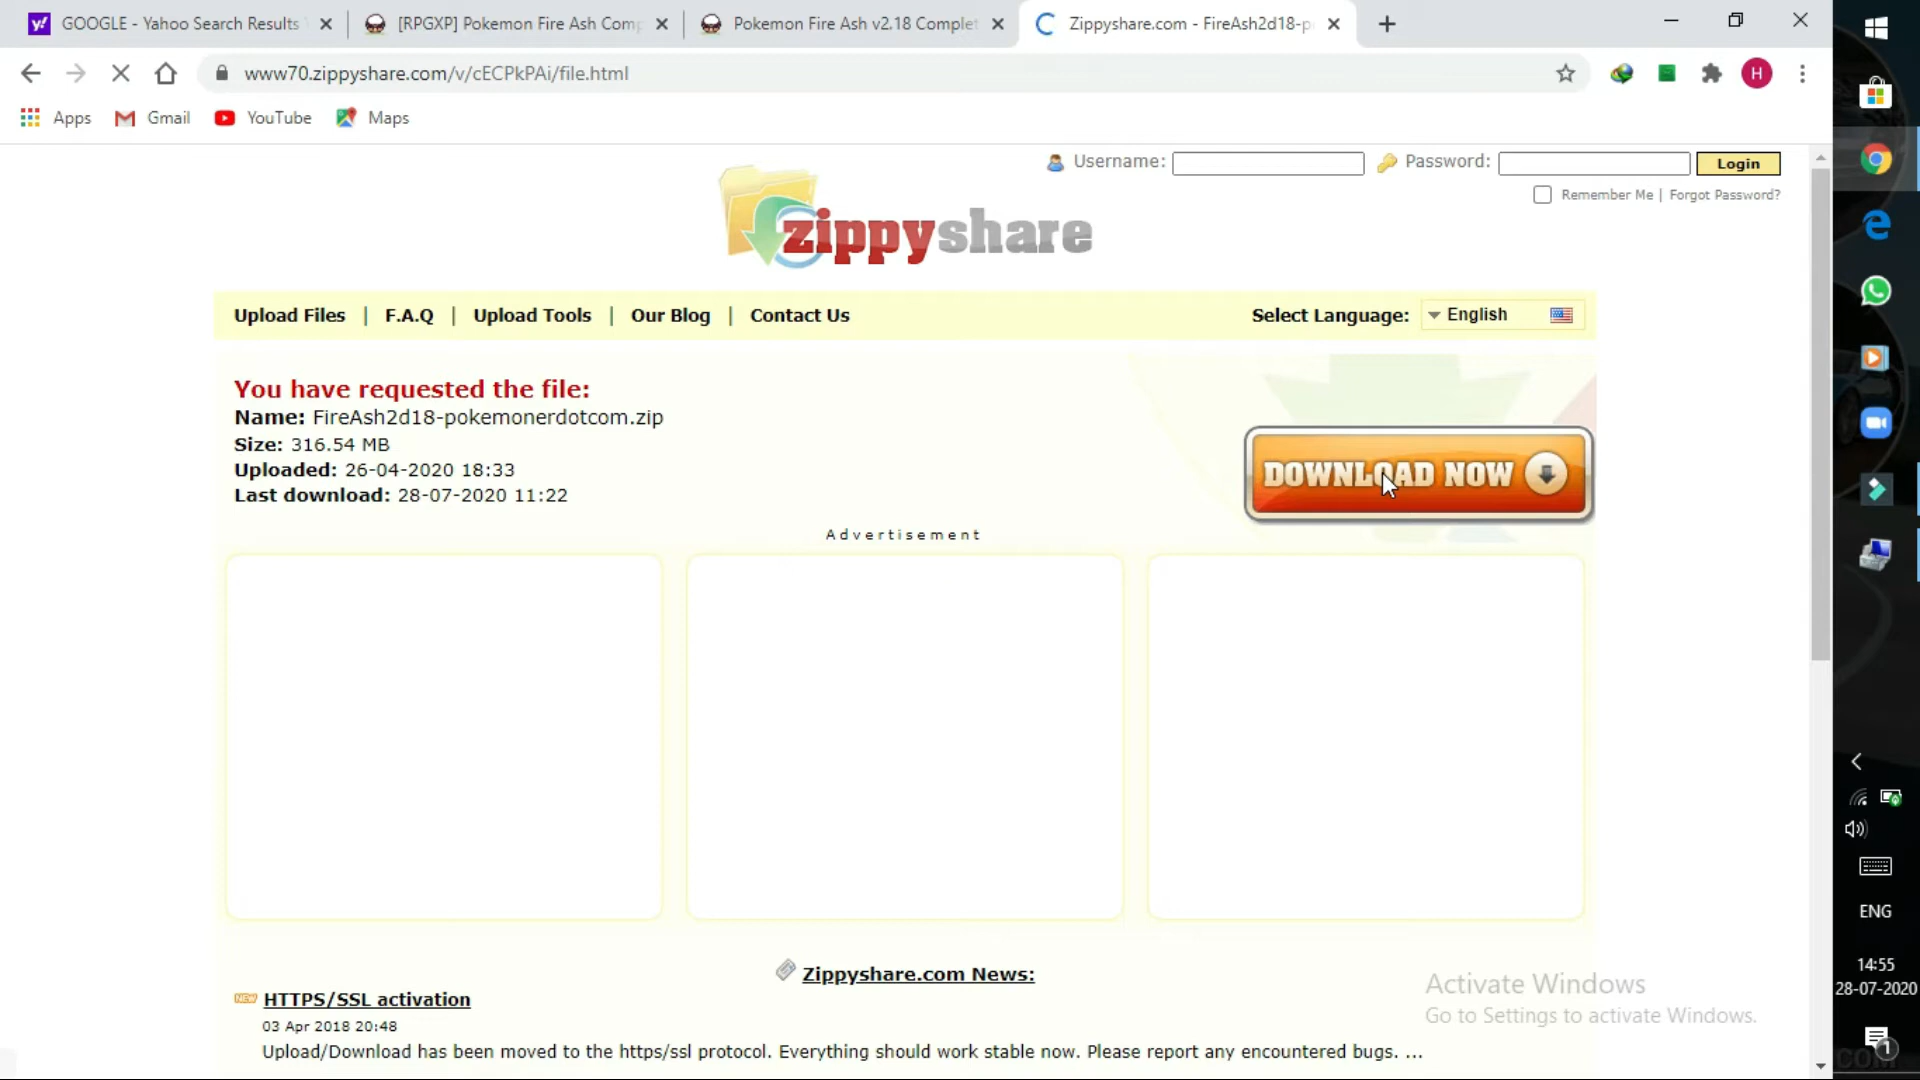 GOOGLE - Yahoo Search Results
[RPGXP] Pokemon Fire Ash Comp
Pokemon Fire Ash v2.18 Complet
Zippyshare.com - FireAsh2d18-p
www70.zippyshare.com/v/cECPkPAi/file.html
H
Apps
Gmail
YouTube
Maps
Username:
Password:
Login
Remember Me | Forgot Password?
zippyshare
Upload Files | F.A.Q | Upload Tools | Our Blog | Contact Us
Select Language: English
You have requested the file:
Name: FireAsh2d18-pokemonerdotcom.zip
Size: 316.54 MB
Uploaded: 26-04-2020 18:33
Last download: 28-07-2020 11:22
DOWNLOAD NOW
Advertisement
Zippyshare.com News:
NEW HTTPS/SSL activation
03 Apr 2018 20:48
Upload/Download has been moved to the https/ssl protocol. Everything should work stable now. Please report any encountered bugs. ...
Activate Windows
Go to Settings to activate Windows.
ENG
14:55
28-07-2020
1